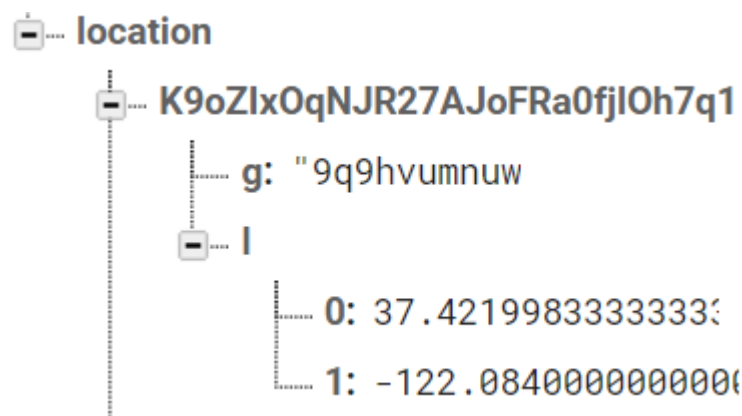 location
K9oZIxOqNJR27AJoFRa0fjIOh7q1
g: "9q9hvumnuw
l
0: 37.4219983333333
1: -122.0840000000000